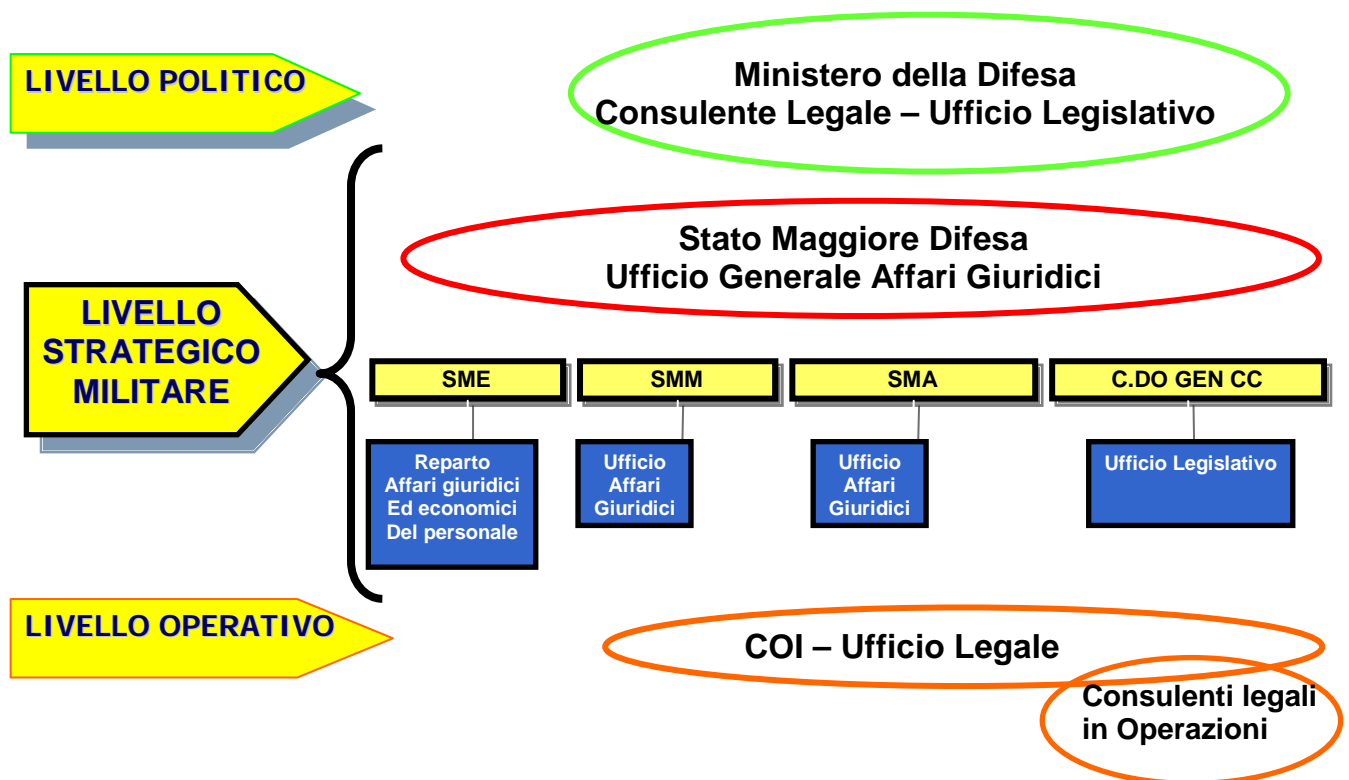 LIVELLO POLITICO
Ministero della Difesa
Consulente Legale – Ufficio Legislativo
Stato Maggiore Difesa
Ufficio Generale Affari Giuridici
LIVELLO
STRATEGICO
MILITARE
SME
SMM
SMA
C.DO GEN CC
Reparto
Affari giuridici
Ed economici
Del personale
Ufficio
Affari
Giuridici
Ufficio
Affari
Giuridici
Ufficio Legislativo
LIVELLO OPERATIVO
COI – Ufficio Legale
Consulenti legali
in Operazioni